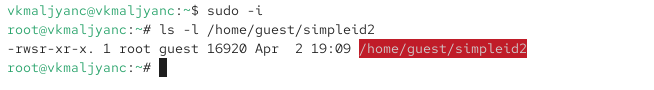 vkmaljyanc@vkmaljyanc:~$ sudo -i
root@vkmaljyanc:~# ls -l /home/guest/simpleid2
-rwsr-xr-x. 1 root guest 16920 Apr  2 19:09 /home/guest/simpleid2
root@vkmaljyanc:~#